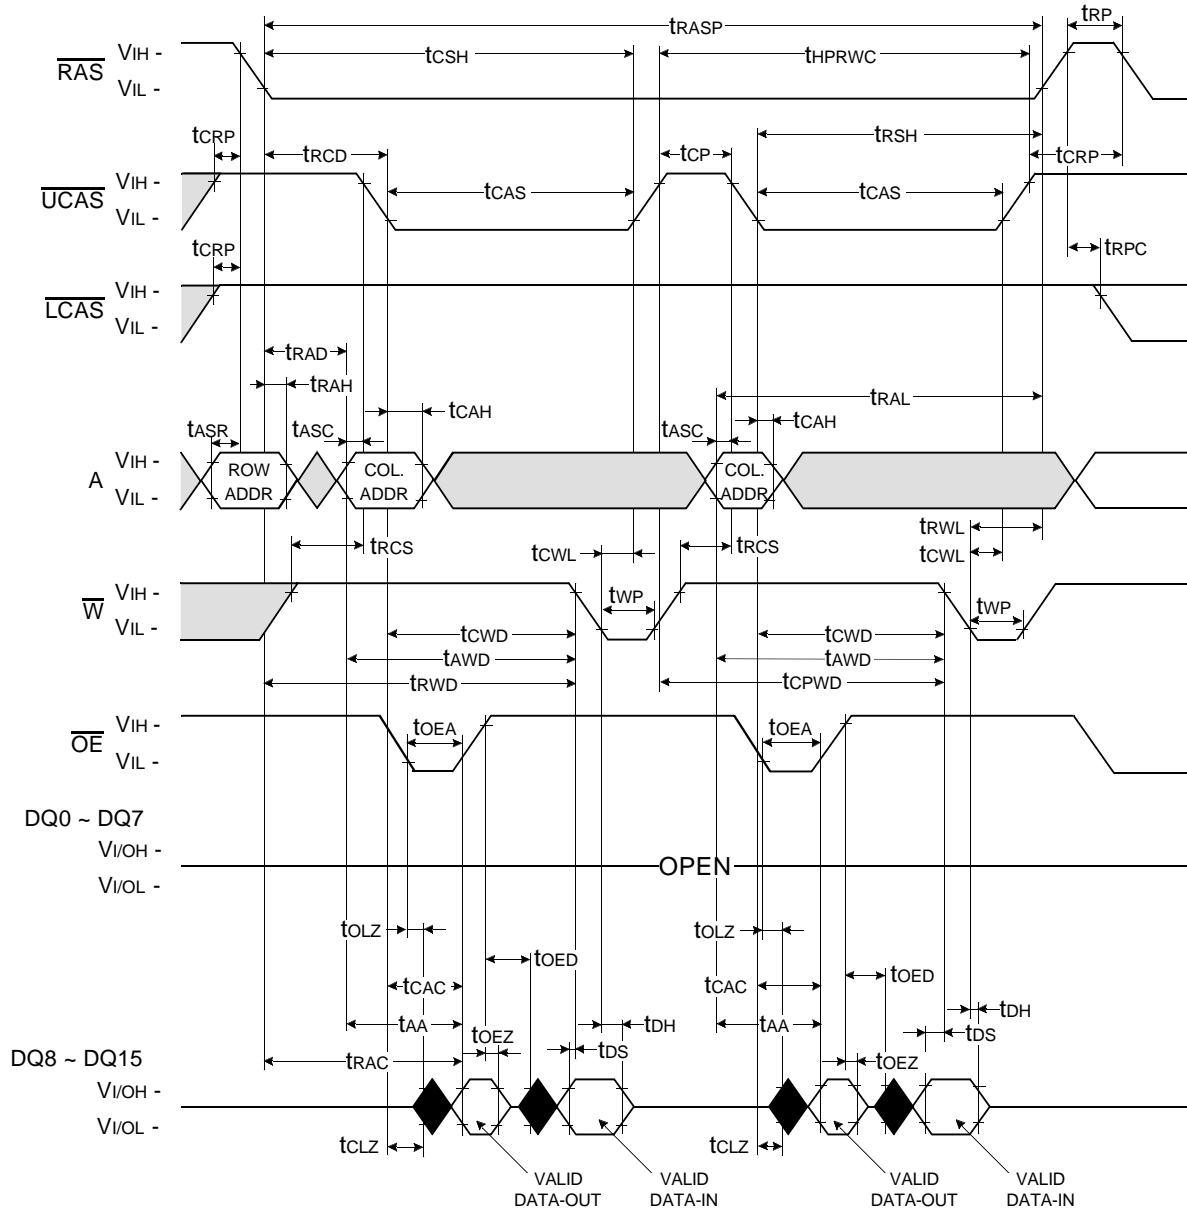 tRASP
tRP
tCSH
tHPRWC
RAS
VIH -
VIL -
tCRP
tRCD
tCP
tRSH
tCRP
UCAS
VIH -
VIL -
tCAS
tCAS
tCRP
tRPC
LCAS
VIH -
VIL -
tRAD
tRAH
tCAH
tRAL
tASR
tASC
tASC
tCAH
A
VIH -
VIL -
ROW
ADDR
COL.
ADDR
COL.
ADDR
tRWL
tRCS
tCWL
tRCS
tCWL
W
VIH -
VIL -
tWP
tWP
tCWD
tCWD
tAWD
tAWD
tRWD
tCPWD
OE
VIH -
VIL -
tOEA
tOEA
DQ0 ~ DQ7
VI/OH -
VI/OL -
OPEN
tOLZ
tOLZ
tOED
tOED
tCAC
tCAC
tAA
tOEZ
tDH
tAA
tDH
tDS
tDS
tRAC
tOEZ
DQ8 ~ DQ15
VI/OH -
VI/OL -
tCLZ
tCLZ
VALID
DATA-OUT
VALID
DATA-IN
VALID
DATA-OUT
VALID
DATA-IN